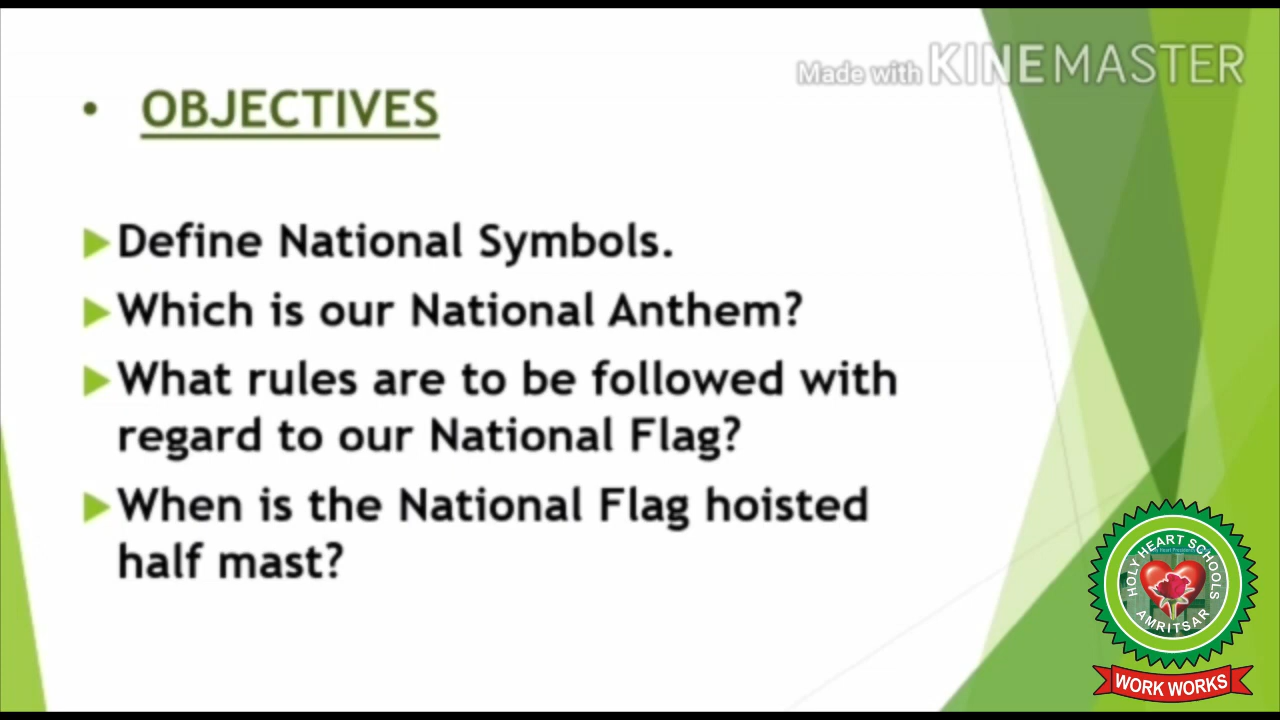 Made with KINEMASTER
• OBJECTIVES
Define National Symbols.
Which is our National Anthem?
What rules are to be followed with
regard to our National Flag?
When is the National Flag hoisted
half mast?
HOLY HEART SCHOOLS
AMRITSAR
WORK WORKS